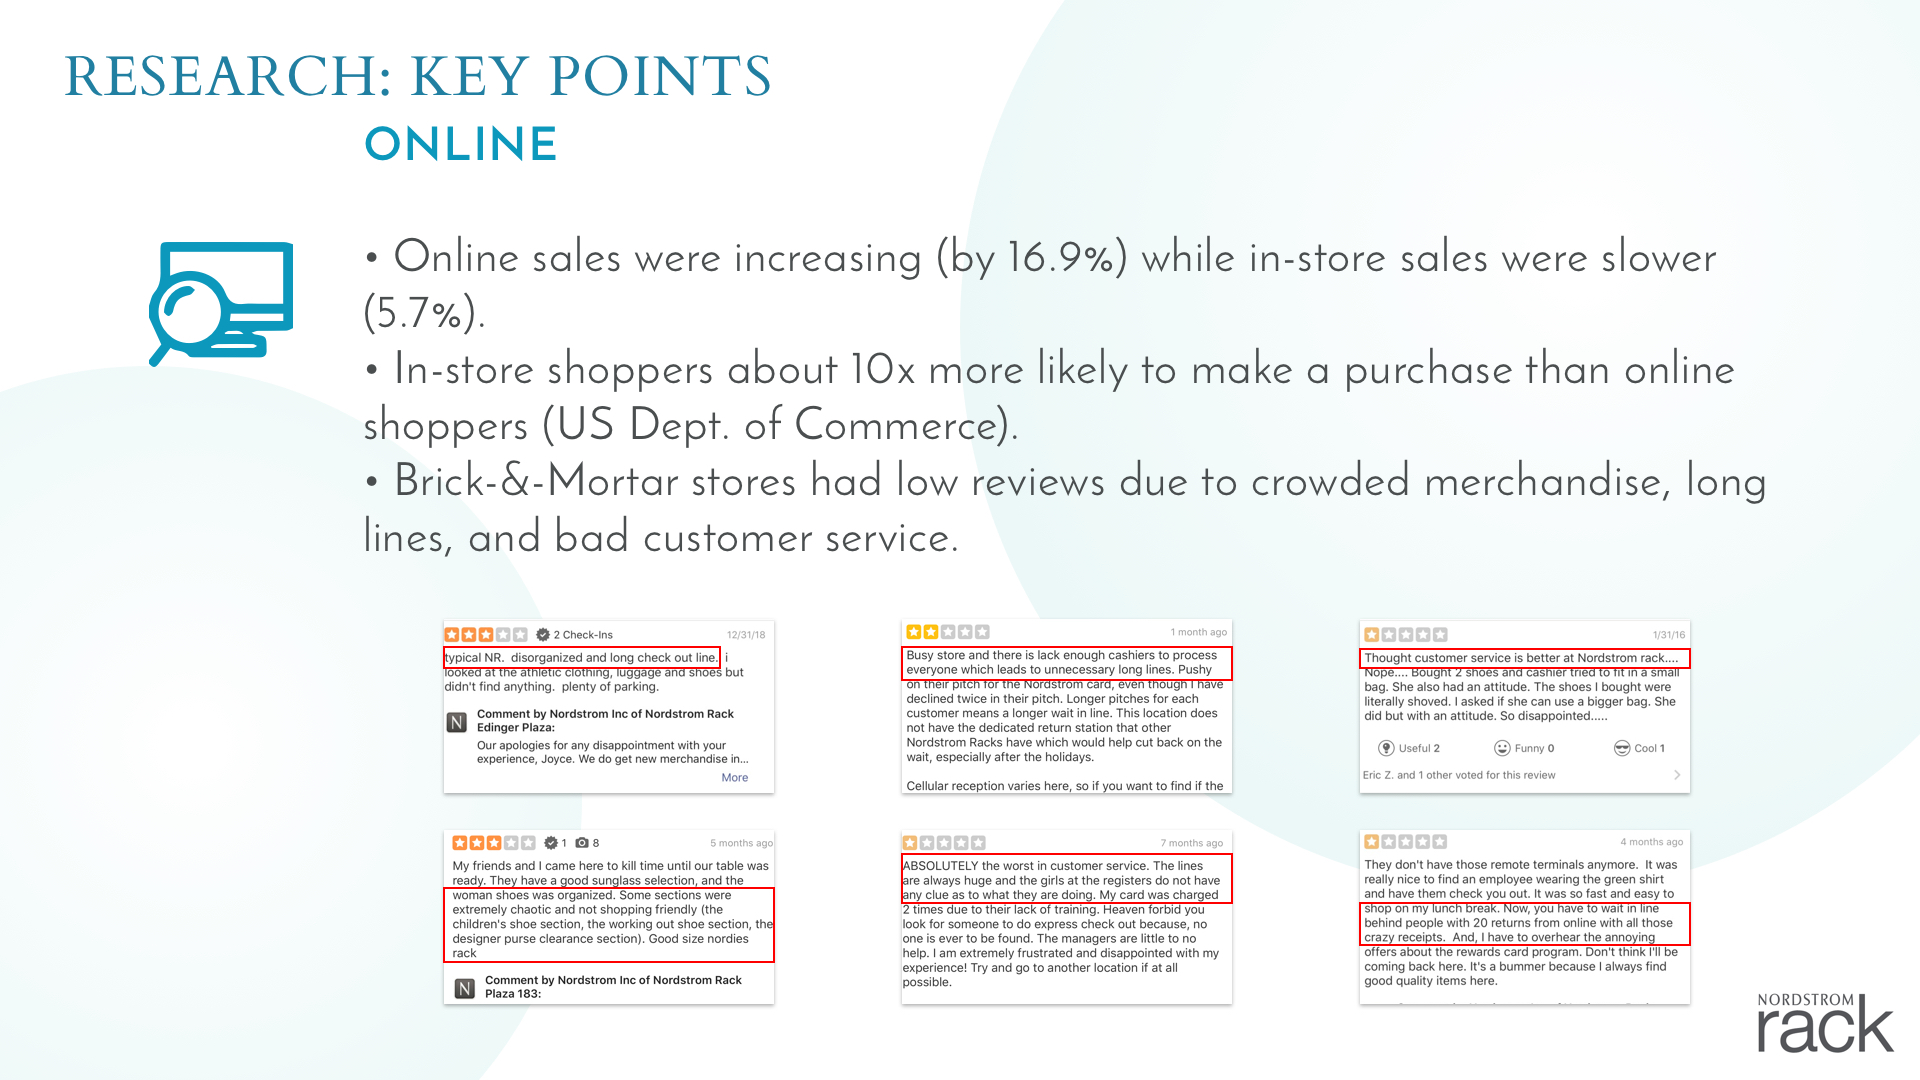 RESEARCH: KEY POINTS
ONLINE
• Online sales were increasing (by 16.9%) while in-store sales were slower
(5.7%).
• In-store shoppers about 10x more likely to make a purchase than online
shoppers (US Dept. of Commerce).
• Brick-&-Mortar stores had low reviews due to crowded merchandise, long
lines, and bad customer service.
2 Check-Ins 12/31/18
typical NR. disorganized and long check out line. i
looked at the athletic clothing, luggage and shoes but
didn't find anything. plenty of parking.
N Comment by Nordstrom Inc of Nordstrom Rack
Edinger Plaza:
Our apologies for any disappointment with your
experience, Joyce. We do get new merchandise in...
More
1 month ago
Busy store and there is lack enough cashiers to process
everyone which leads to unnecessary long lines. Pushy
on their pitch for the Nordstrom card, even though I have
declined twice in their pitch. Longer pitches for each
customer means a longer wait in line. This location does
not have the dedicated return station that other
Nordstrom Racks have which would help cut back on the
wait, especially after the holidays.
Cellular reception varies here, so if you want to find if the
1/31/16
Thought customer service is better at Nordstrom rack....
Nope.... Bought 2 shoes and cashier tried to fit in a small
bag. She also had an attitude. The shoes I bought were
literally shoved. I asked if she can use a bigger bag. She
did but with an attitude. So disappointed.....
Useful 2 Funny 0 Cool 1
Eric Z. and 1 other voted for this review
1 8 5 months ago
My friends and I came here to kill time until our table was
ready. They have a good sunglass selection, and the
woman shoes was organized. Some sections were
extremely chaotic and not shopping friendly (the
children's shoe section, the working out shoe section, the
designer purse clearance section). Good size nordies
rack
N Comment by Nordstrom Inc of Nordstrom Rack
Plaza 183:
7 months ago
ABSOLUTELY the worst in customer service. The lines
are always huge and the girls at the registers do not have
any clue as to what they are doing. My card was charged
2 times due to their lack of training. Heaven forbid you
look for someone to do express check out because, no
one is ever to be found. The managers are little to no
help. I am extremely frustrated and disappointed with my
experience! Try and go to another location if at all
possible.
4 months ago
They don't have those remote terminals anymore. It was
really nice to find an employee wearing the green shirt
and have them check you out. It was so fast and easy to
shop on my lunch break. Now, you have to wait in line
behind people with 20 returns from online with all those
crazy receipts. And, I have to overhear the annoying
offers about the rewards card program. Don't think I'll be
coming back here. It's a bummer because I always find
good quality items here.
NORDSTROM
rack